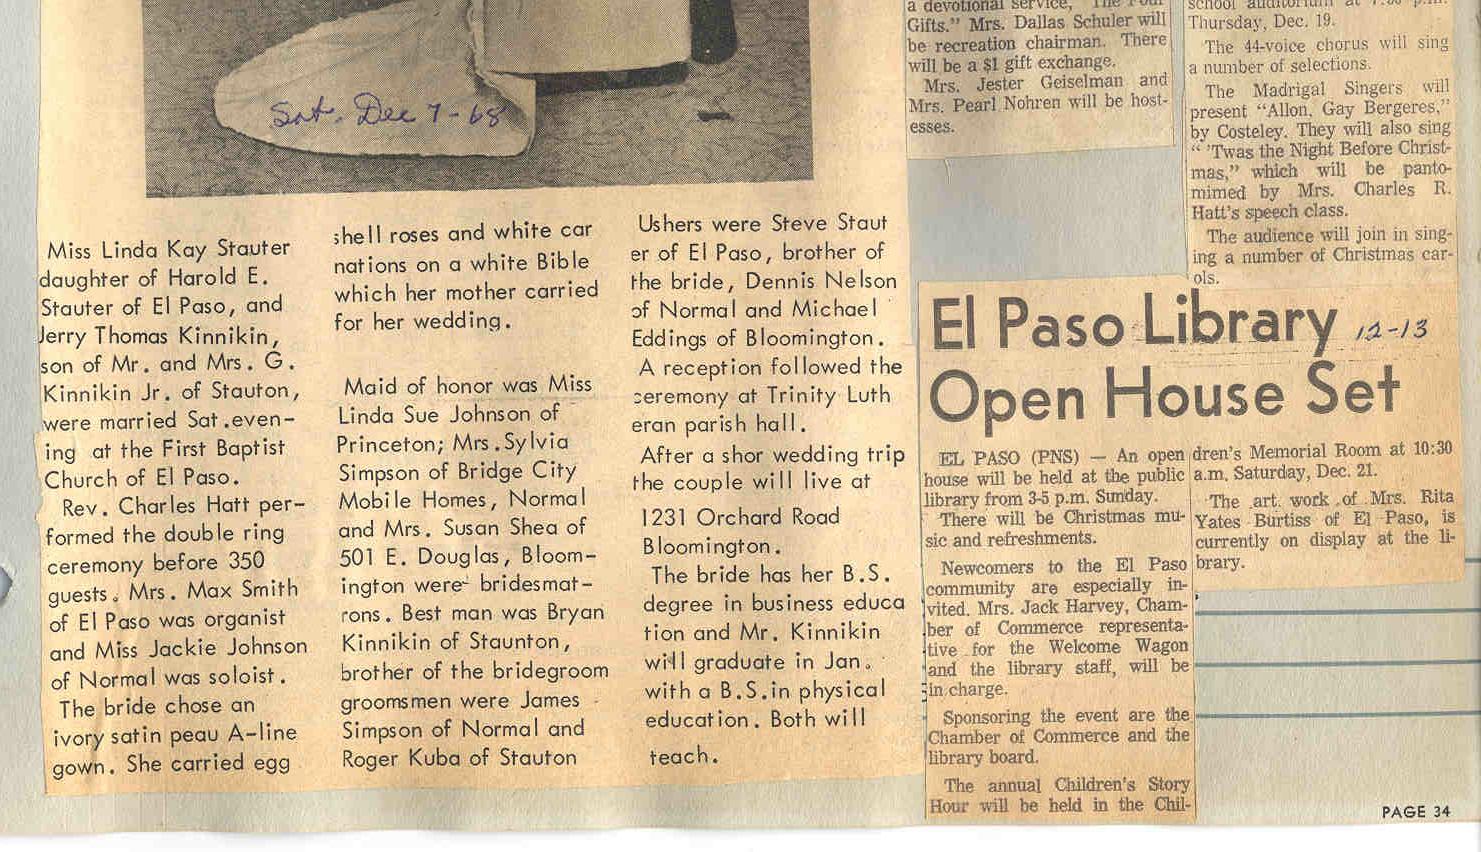 Sat. Dec 7-68
Miss Linda Kay Stauter
daughter of Harold E.
Stauter of El Paso, and
Jerry Thomas Kinnikin,
son of Mr. and Mrs. G.
Kinnikin Jr. of Stauton,
were married Sat.even-
ing at the First Baptist
Church of El Paso.
Rev. Charles Hatt per-
formed the double ring
ceremony before 350
guests. Mrs. Max Smith
of El Paso was organist
and Miss Jackie Johnson
of Normal was soloist.
The bride chose an
ivory satin peau A-line
gown. She carried egg
shell roses and white car
nations on a white Bible
which her mother carried
for her wedding.
Maid of honor was Miss
Linda Sue Johnson of
Princeton; Mrs.Sylvia
Simpson of Bridge City
Mobile Homes, Normal
and Mrs. Susan Shea of
501 E. Douglas, Bloom-
ington were bridesmat-
rons. Best man was Bryan
Kinnikin of Staunton,
brother of the bridegroom
groomsmen were James
Simpson of Normal and
Roger Kuba of Stauton
Ushers were Steve Staut
er of El Paso, brother of
the bride, Dennis Nelson
of Normal and Michael
Eddings of Bloomington.
A reception followed the
ceremony at Trinity Luth
eran parish hall.
After a shor wedding trip
the couple will live at
1231 Orchard Road
Bloomington.
The bride has her B.S.
degree in business educa
tion and Mr. Kinnikin
will graduate in Jan.
with a B.S.in physical
education. Both will
teach.
a devotional service, "The Four
Gifts." Mrs. Dallas Schuler will
be recreation chairman. There
will be a $1 gift exchange.
Mrs. Jester Geiselman and
Mrs. Pearl Nohren will be host-
esses.
school auditorium at 7:30 p.m.
Thursday, Dec. 19.
The 44-voice chorus will sing
a number of selections.
The Madrigal Singers will
present "Allon, Gay Bergeres,"
by Costeley. They will also sing
" 'Twas the Night Before Christ-
mas," which will be panto-
mimed by Mrs. Charles R.
Hatt's speech class.
The audience will join in sing-
ing a number of Christmas car-
ols.
El Paso Library 12-13
Open House Set
EL PASO (PNS) — An open
house will be held at the public
library from 3-5 p.m. Sunday.
There will be Christmas mu-
sic and refreshments.
Newcomers to the El Paso
community are especially in-
vited. Mrs. Jack Harvey, Cham-
ber of Commerce representa-
tive for the Welcome Wagon
and the library staff, will be
in charge.
Sponsoring the event are the
Chamber of Commerce and the
library board.
The annual Children's Story
Hour will be held in the Chil-
dren's Memorial Room at 10:30
a.m. Saturday, Dec. 21.
The art work of Mrs. Rita
Yates Burtiss of El Paso, is
currently on display at the li-
brary.
PAGE 34